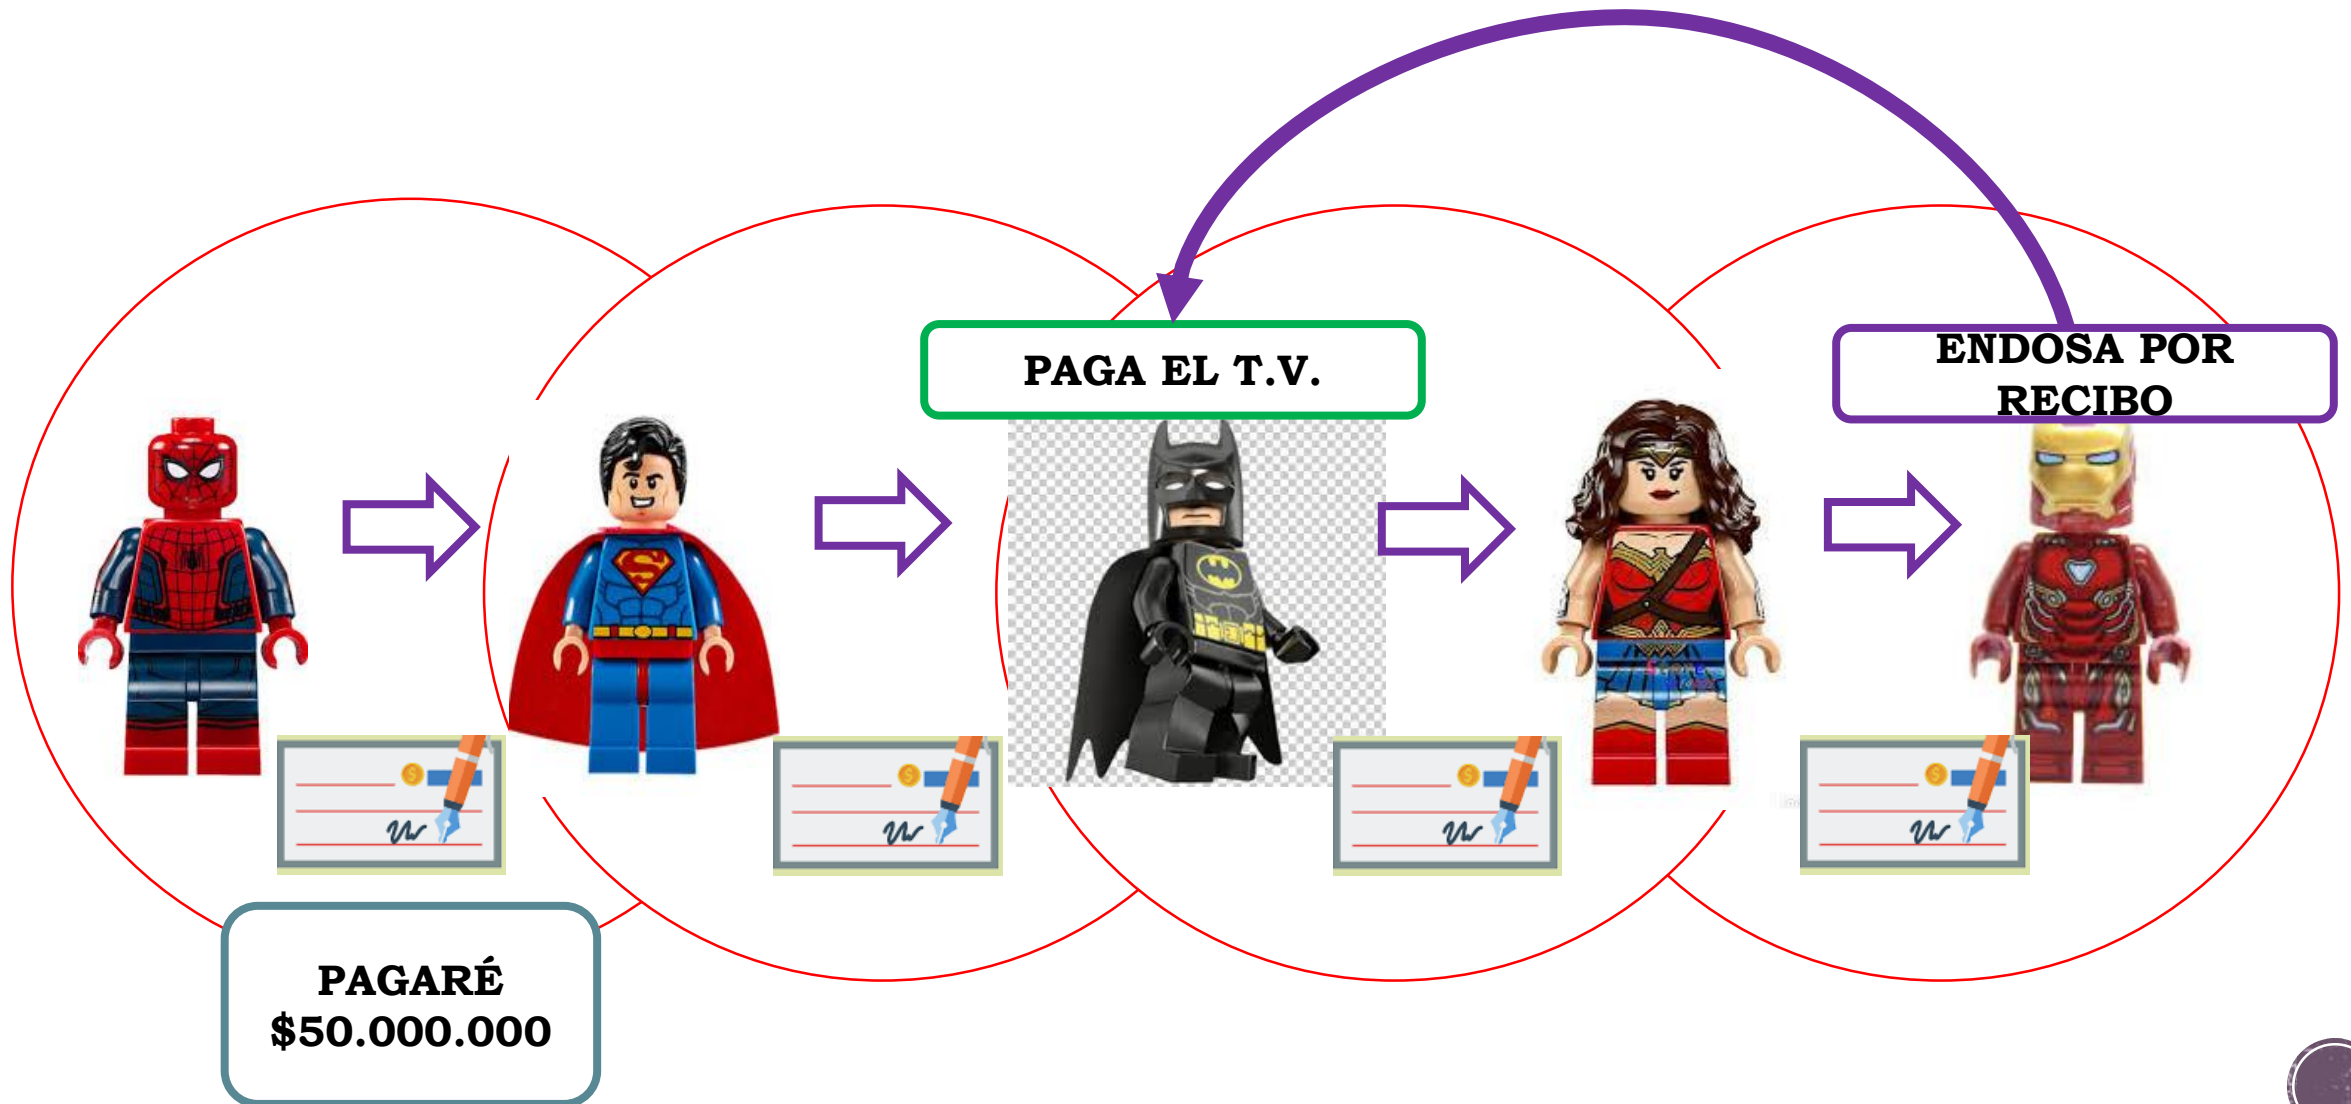 PAGA EL T.V.
ENDOSA POR
RECIBO
PAGARÉ
$50.000.000